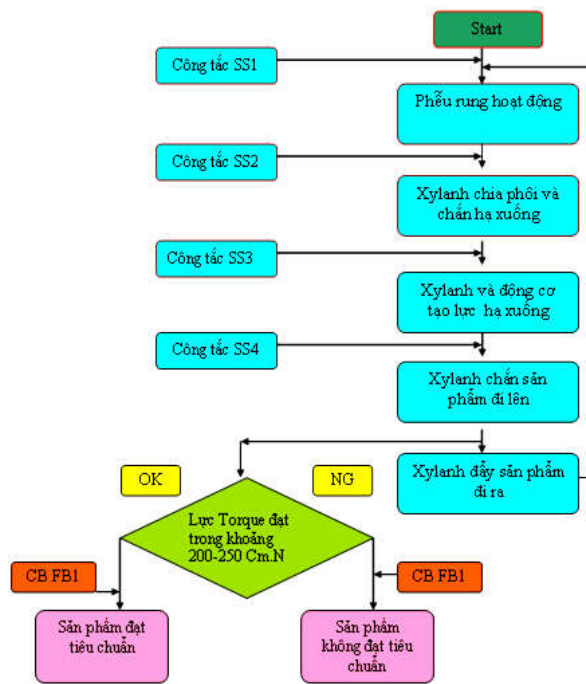 Start
Công tắc SS1
Phễu rung hoạt động
Công tắc SS2
Xylanh chia phôi và
chắn hạ xuống
Công tắc SS3
Xylanh và động cơ
tạo lực hạ xuống
Công tắc SS4
Xylanh chắn sản
phẩm đi lên
Xylanh đẩy sản phẩm
đi ra
OK
NG
Lực Torque đạt
trong khoảng
200-250 Cm.N
CB FB1
CB FB1
Sản phẩm đạt
tiêu chuẩn
Sản phẩm
không đạt tiêu
chuẩn